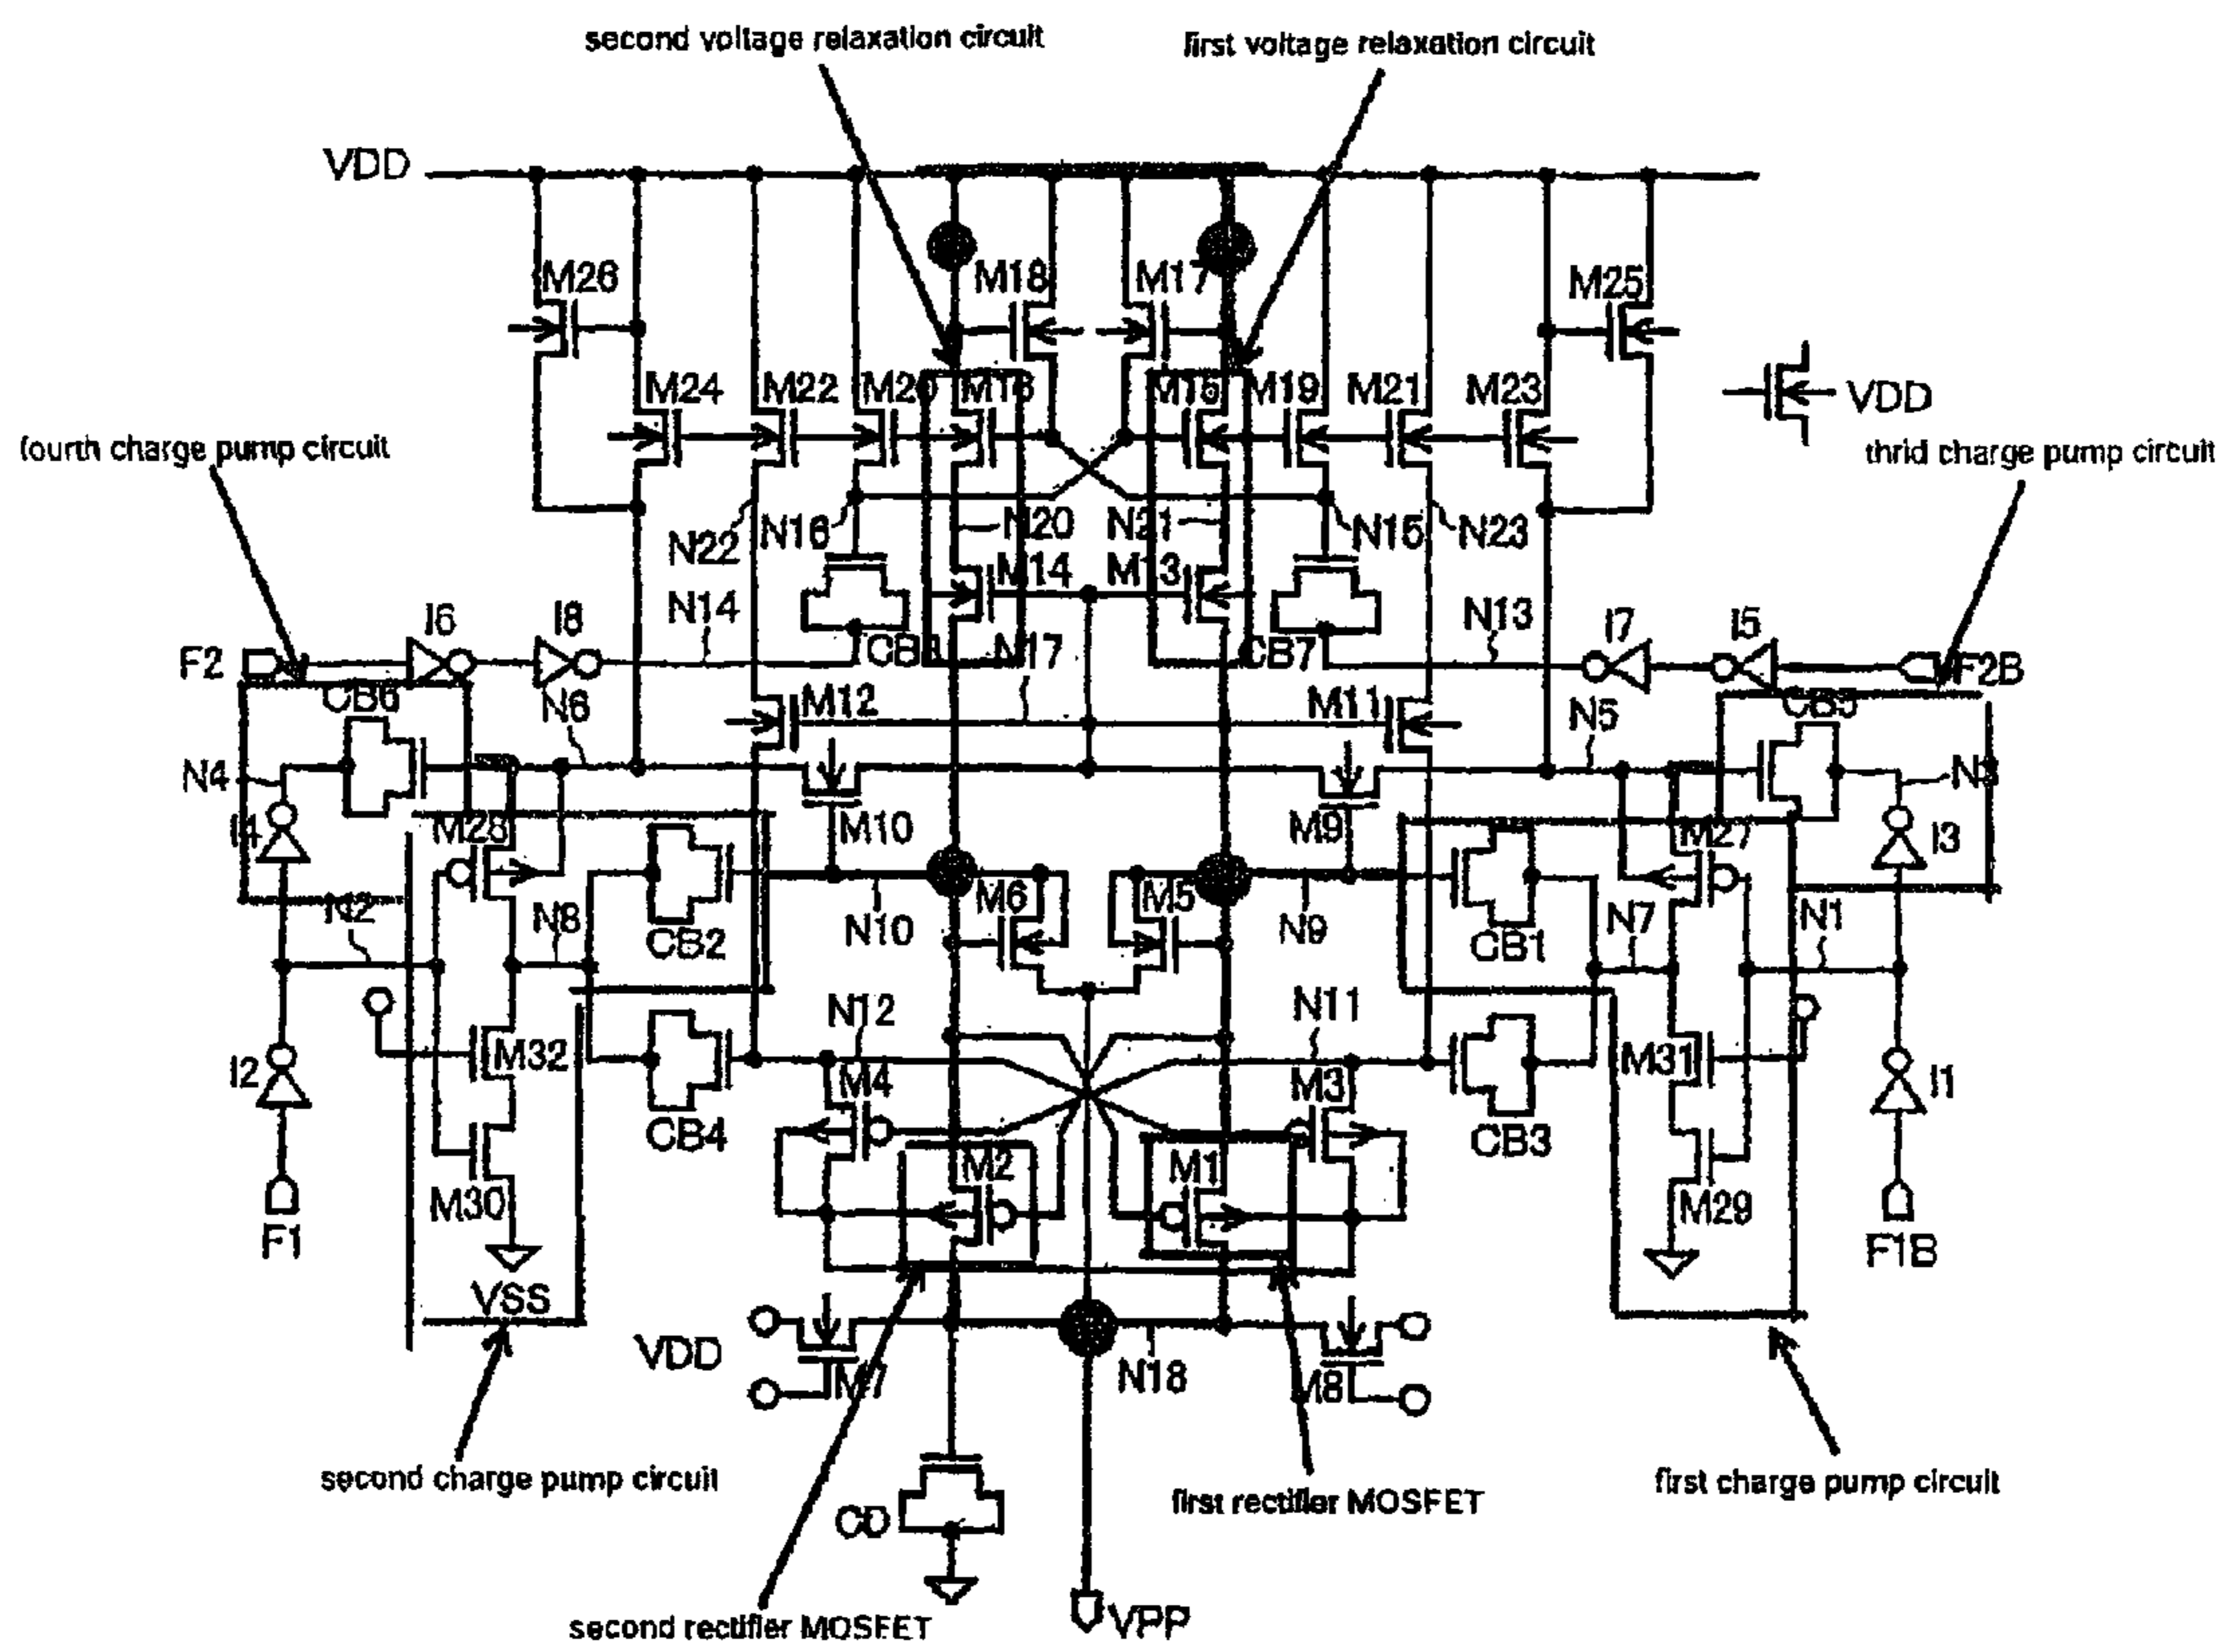 second voltage relaxation circuit
first voltage relaxation circuit
VDD
M26
M18
M17
M25
M24
M22
M20
M16
M15
M19
M21
M23
VDD
fourth charge pump circuit
thrid charge pump circuit
N22
N16
N20
N21
N15
N23
M14
M13
F2
I6
I8
N14
CB8
N17
CB7
N13
I7
I5
F2B
CB6
N6
M12
M11
N5
CB5
N4
N3
I4
M28
M10
M9
M27
I3
N2
N8
CB2
N10
M6
M5
N9
CB1
N7
N1
I2
M32
CB4
N12
M4
N11
M3
CB3
M31
I1
M30
F1
M2
M1
M29
F1B
VSS
VDD
M7
N18
M8
second charge pump circuit
first rectifier MOSFET
first charge pump circuit
CD
second rectifier MOSFET
VPP